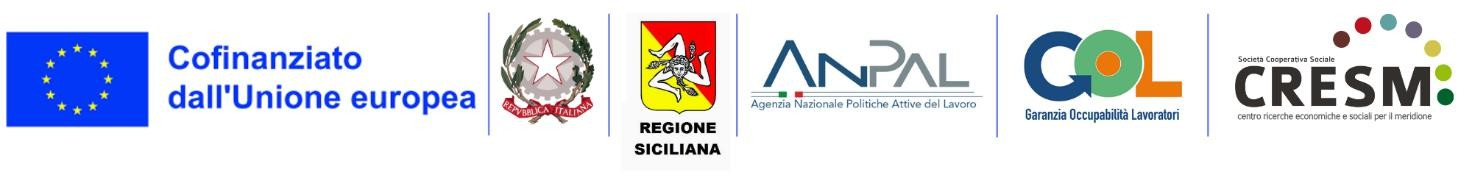 Cofinanziato
dall'Unione europea
REPVBBLICA ITALIANA
REGIONE
SICILIANA
ANPAL
Agenzia Nazionale Politiche Attive del Lavoro
GOL
Garanzia Occupabilità Lavoratori
Società Cooperativa Sociale
CRESM
centro ricerche economiche e sociali per il meridione